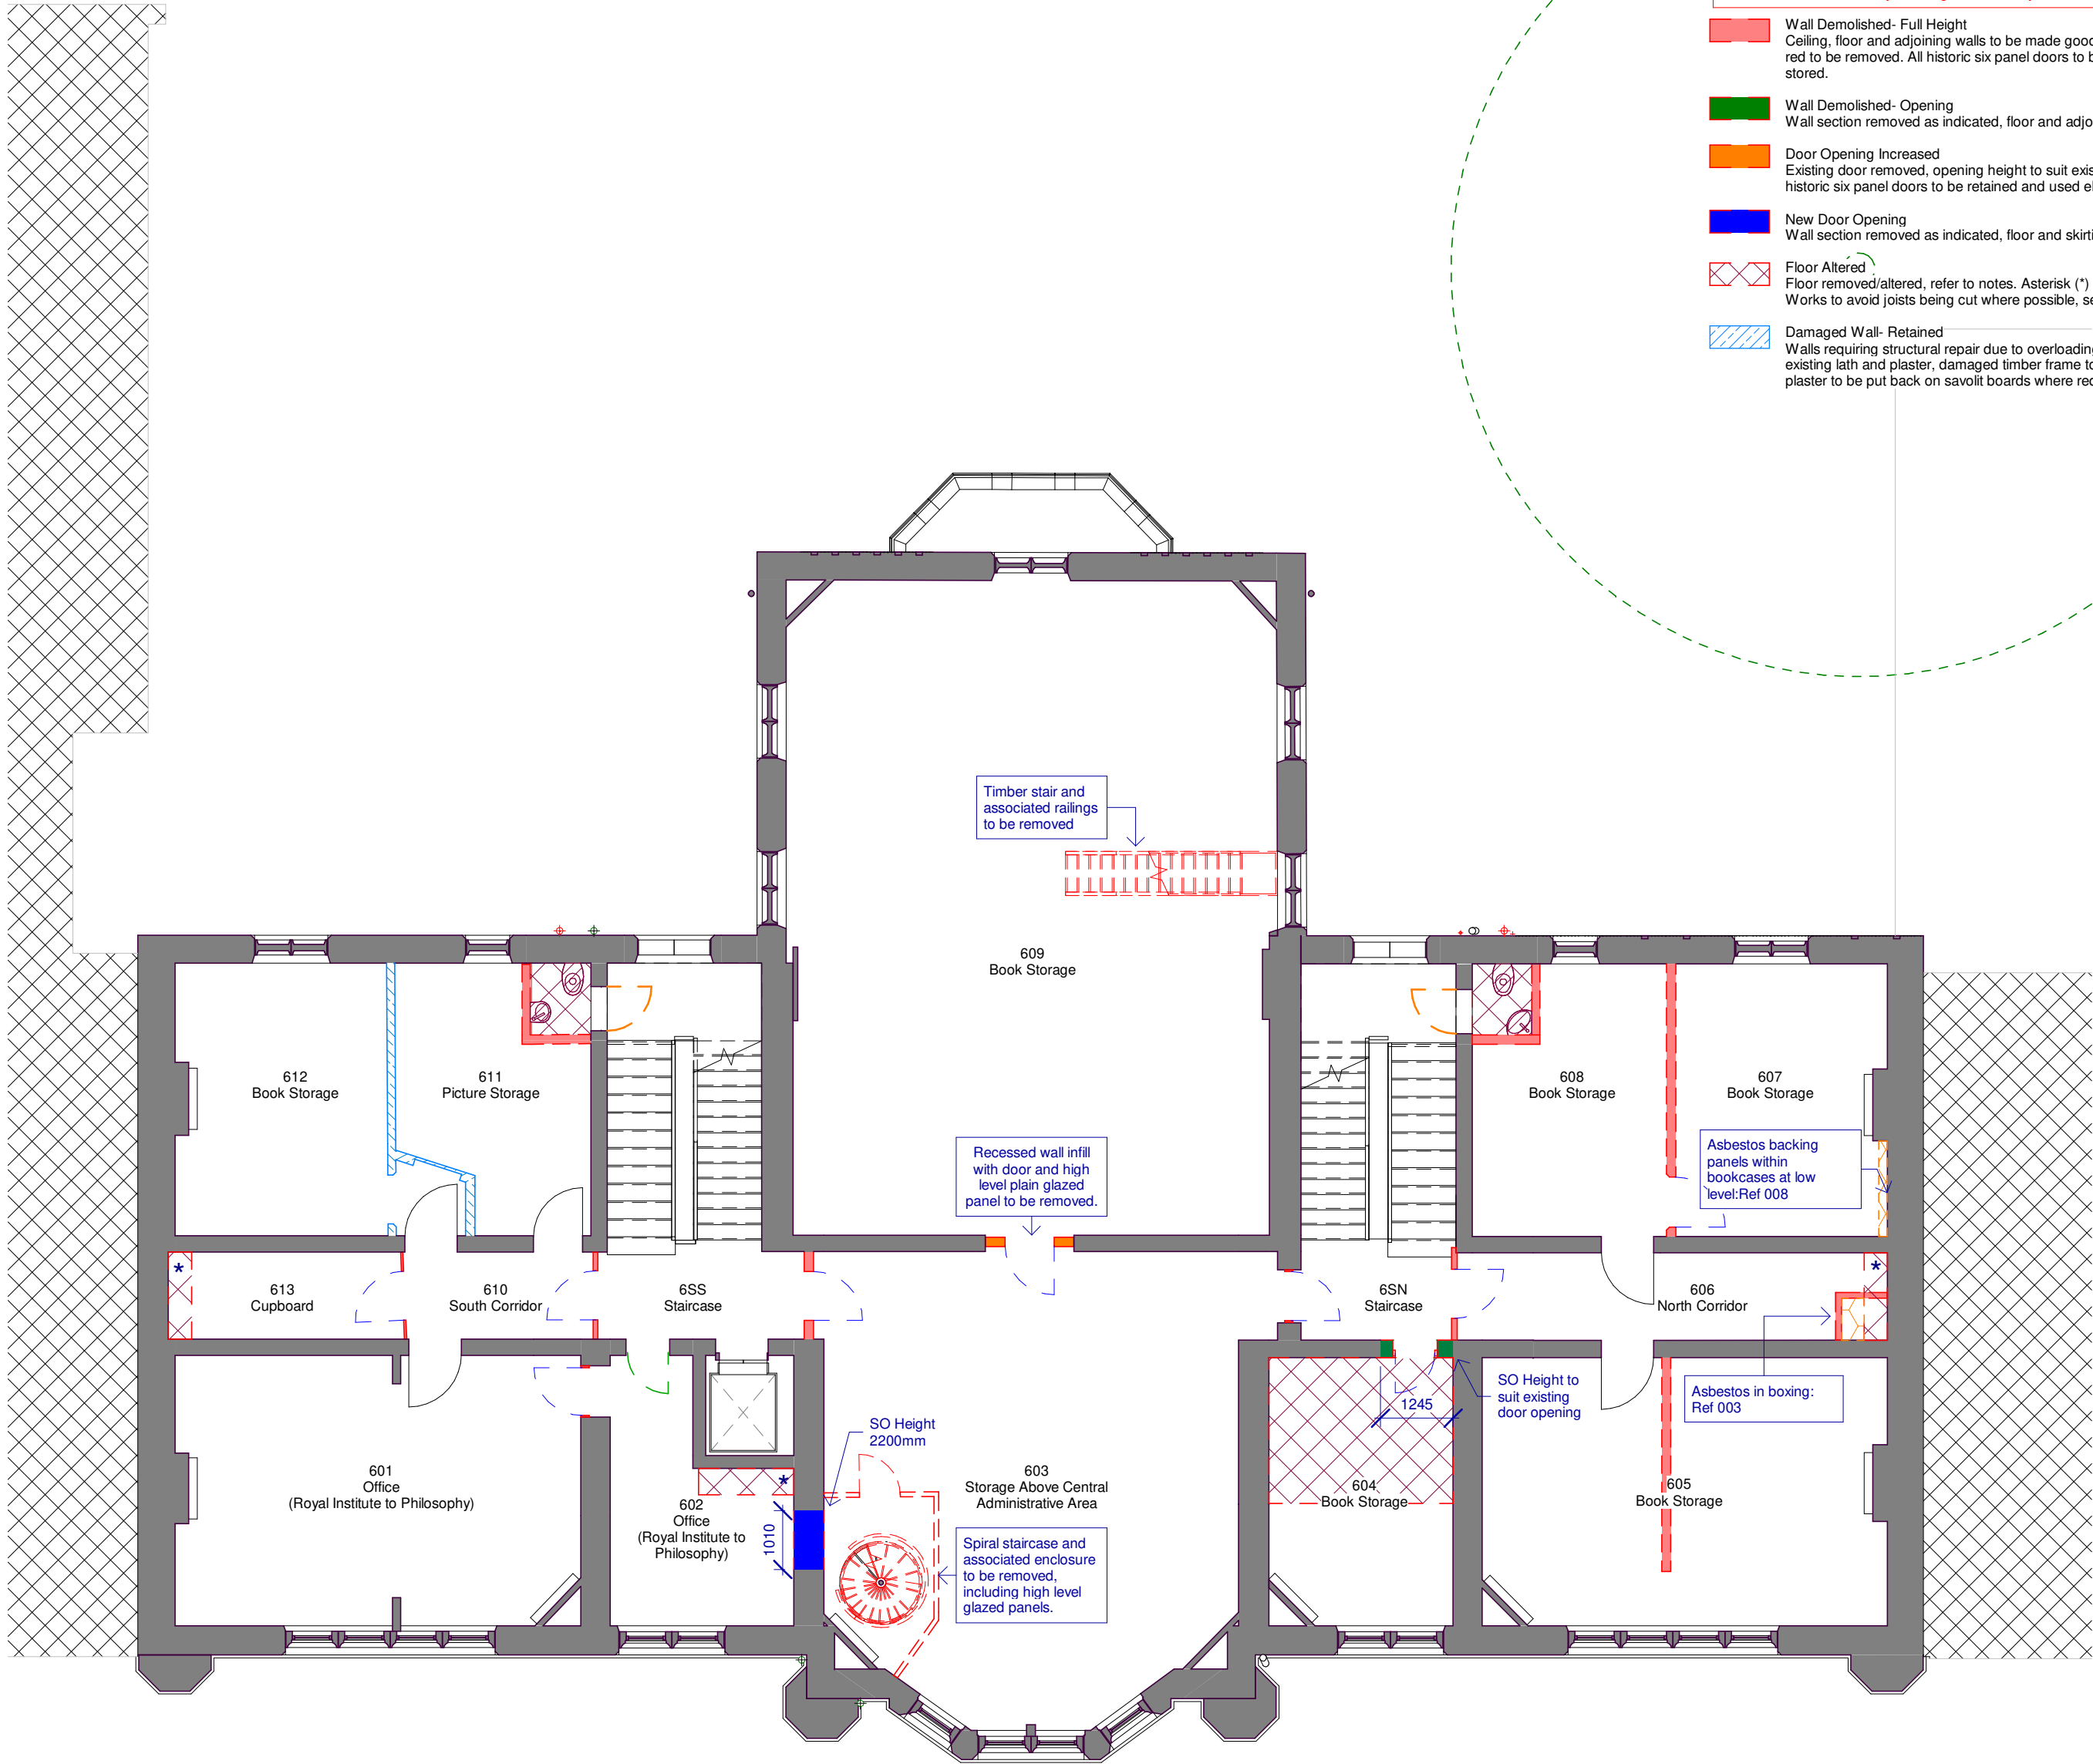 Wall Demolished- Full Height
Ceiling, floor and adjoining walls to be made good
red to be removed. All historic six panel doors to b
stored.
Wall Demolished- Opening
Wall section removed as indicated, floor and adjo
Door Opening Increased
Existing door removed, opening height to suit exis
historic six panel doors to be retained and used el
New Door Opening
Wall section removed as indicated, floor and skirti
Floor Altered
Floor removed/altered, refer to notes. Asterisk (*)
Works to avoid joists being cut where possible, se
Damaged Wall- Retained
Walls requiring structural repair due to overloading
existing lath and plaster, damaged timber frame to
plaster to be put back on savolit boards where req
Timber stair and
associated railings
to be removed
609
Book Storage
612
Book Storage
611
Picture Storage
608
Book Storage
607
Book Storage
Recessed wall infill
with door and high
level plain glazed
panel to be removed.
Asbestos backing
panels within
bookcases at low
level:Ref 008
*
613
Cupboard
610
South Corridor
6SS
Staircase
6SN
Staircase
606
North Corridor
*
SO Height to
suit existing
door opening
1245
Asbestos in boxing:
Ref 003
SO Height
2200mm
601
Office
(Royal Institute to Philosophy)
*
602
Office
(Royal Institute to
Philosophy)
1010
603
Storage Above Central
Administrative Area
604
Book Storage
605
Book Storage
Spiral staircase and
associated enclosure
to be removed,
including high level
glazed panels.